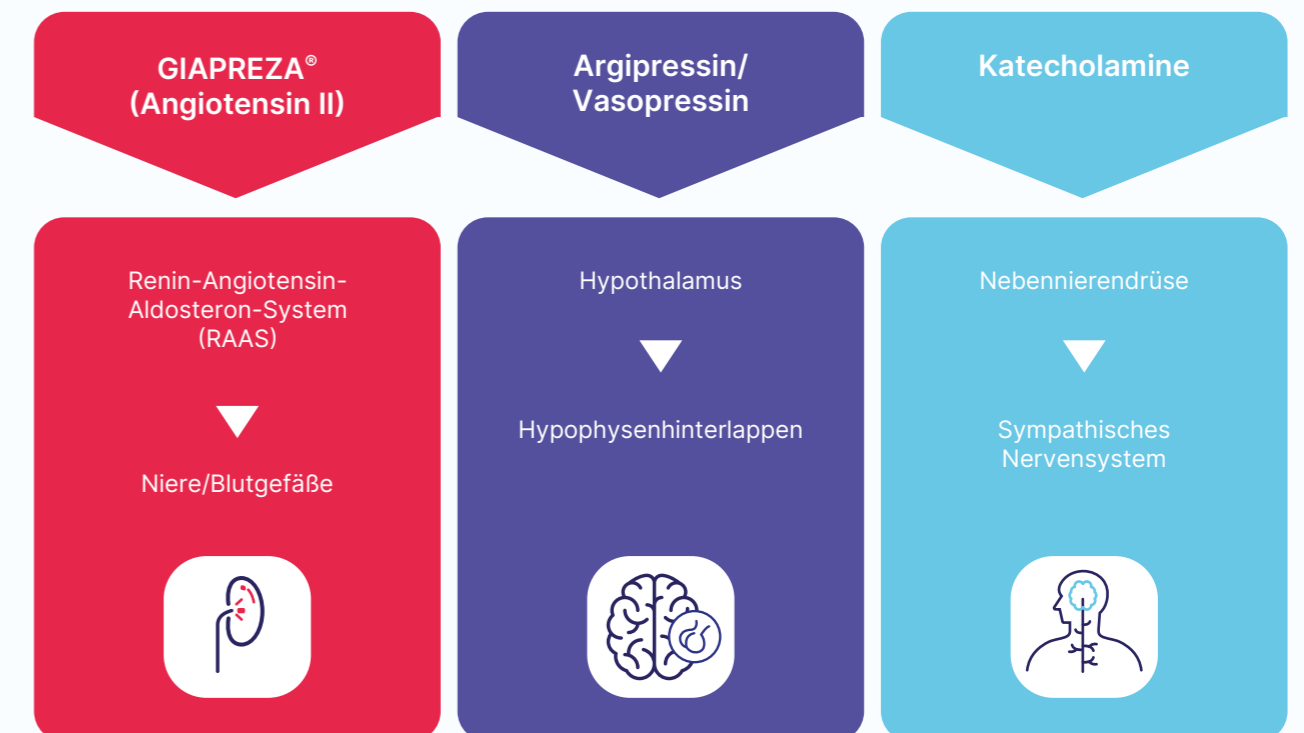 GIAPREZA®
(Angiotensin II)
Renin-Angiotensin-
Aldosteron-System
(RAAS)
Niere/Blutgefäße
Argipressin/
Vasopressin
Hypothalamus
Hypophysenhinterlappen
Katecholamine
Nebennierendrüse
Sympathisches
Nervensystem